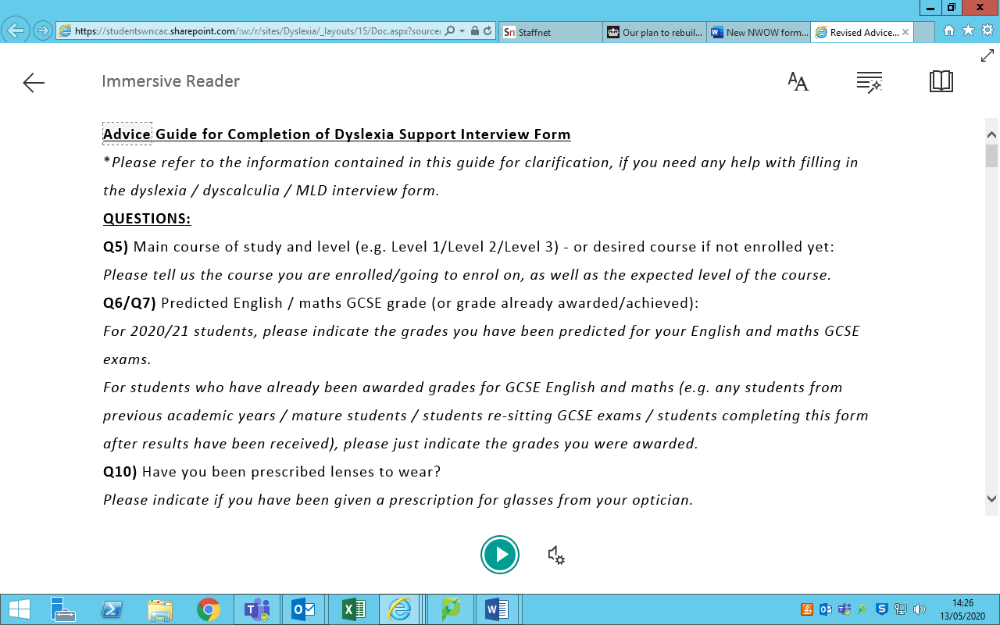 https://studentswncac.sharepoint.com/:w:/r/sites/Dyslexia/_layouts/15/Doc.aspx?source
Sn Staffnet
Our plan to rebuil...
New NWOW form...
Revised Advice...
Immersive Reader
Advice Guide for Completion of Dyslexia Support Interview Form
*Please refer to the information contained in this guide for clarification, if you need any help with filling in
the dyslexia / dyscalculia / MLD interview form.
QUESTIONS:
Q5) Main course of study and level (e.g. Level 1/Level 2/Level 3) - or desired course if not enrolled yet:
Please tell us the course you are enrolled/going to enrol on, as well as the expected level of the course.
Q6/Q7) Predicted English / maths GCSE grade (or grade already awarded/achieved):
For 2020/21 students, please indicate the grades you have been predicted for your English and maths GCSE
exams.
For students who have already been awarded grades for GCSE English and maths (e.g. any students from
previous academic years / mature students / students re-sitting GCSE exams / students completing this form
after results have been received), please just indicate the grades you were awarded.
Q10) Have you been prescribed lenses to wear?
Please indicate if you have been given a prescription for glasses from your optician.
14:26
13/05/2020